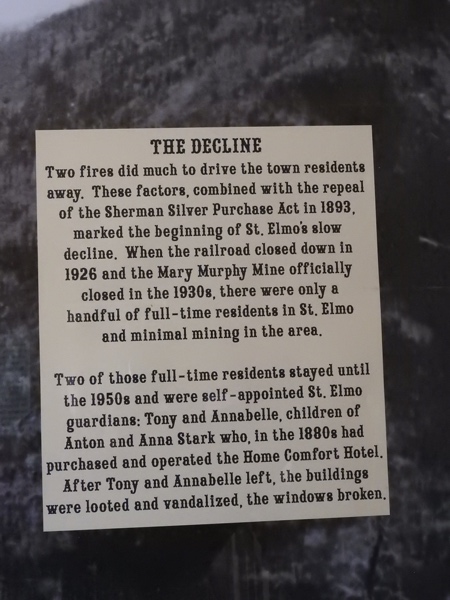 THE DECLINE
Two fires did much to drive the town residents
away. These factors, combined with the repeal
of the Sherman Silver Purchase Act in 1893,
marked the beginning of St. Elmo's slow
decline. When the railroad closed down in
1926 and the Mary Murphy Mine officially
closed in the 1930s, there were only a
handful of full-time residents in St. Elmo
and minimal mining in the area.
Two of those full-time residents stayed until
the 1950s and were self-appointed St. Elmo
guardians: Tony and Annabelle, children of
Anton and Anna Stark who, in the 1880s had
purchased and operated the Home Comfort Hotel.
After Tony and Annabelle left, the buildings
were looted and vandalized, the windows broken.